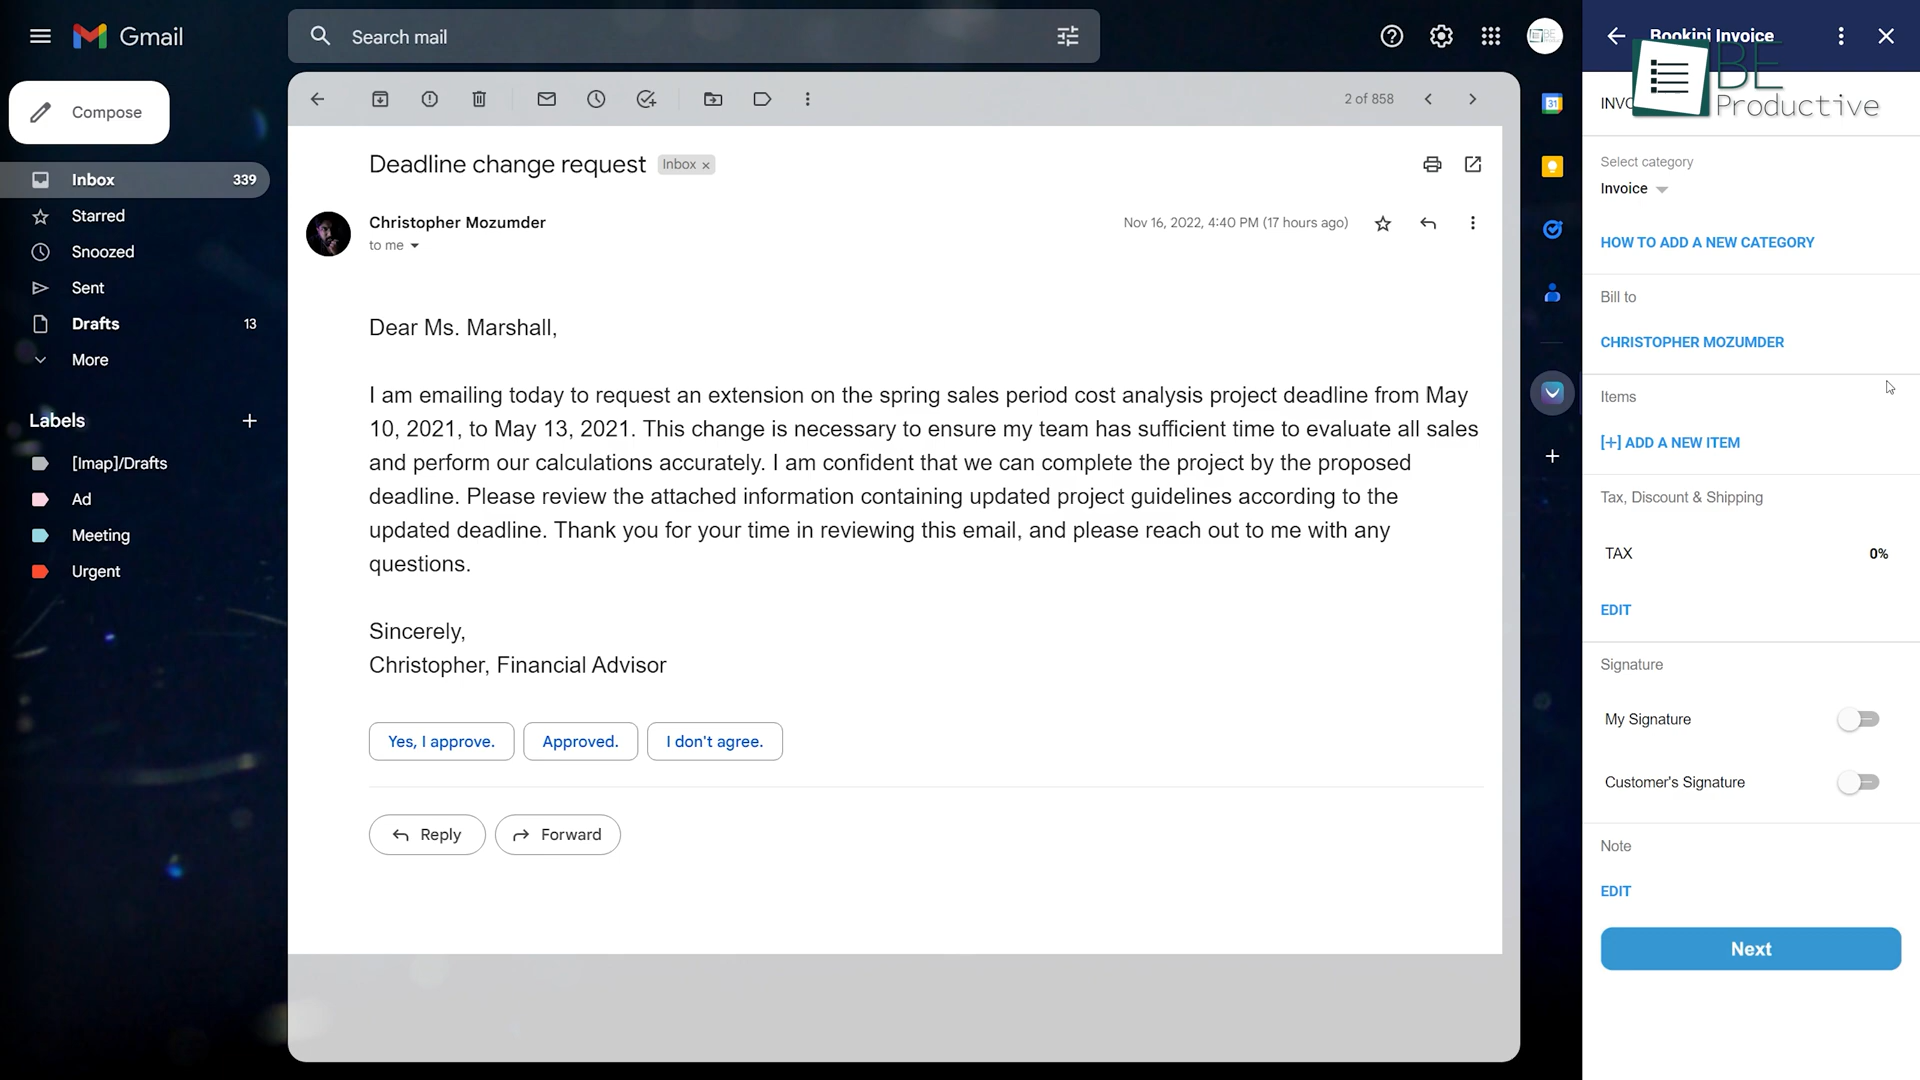 Gmail
Search mail
Compose
Inbox 339
Starred
Snoozed
Sent
Drafts 13
More
Labels
[Imap]/Drafts
Ad
Meeting
Urgent
2 of 858
Deadline change request Inbox ×
Christopher Mozumder
to me
Nov 16, 2022, 4:40 PM (17 hours ago)
Dear Ms. Marshall,
I am emailing today to request an extension on the spring sales period cost analysis project deadline from May
10, 2021, to May 13, 2021. This change is necessary to ensure my team has sufficient time to evaluate all sales
and perform our calculations accurately. I am confident that we can complete the project by the proposed
deadline. Please review the attached information containing updated project guidelines according to the
updated deadline. Thank you for your time in reviewing this email, and please reach out to me with any
questions.
Sincerely,
Christopher, Financial Advisor
Yes, I approve. Approved. I don't agree.
Reply Forward
31
Bookipi Invoice
BE
Productive
Select category
Invoice
HOW TO ADD A NEW CATEGORY
Bill to
CHRISTOPHER MOZUMDER
Items
[+] ADD A NEW ITEM
Tax, Discount & Shipping
TAX 0%
EDIT
Signature
My Signature
Customer's Signature
Note
EDIT
Next